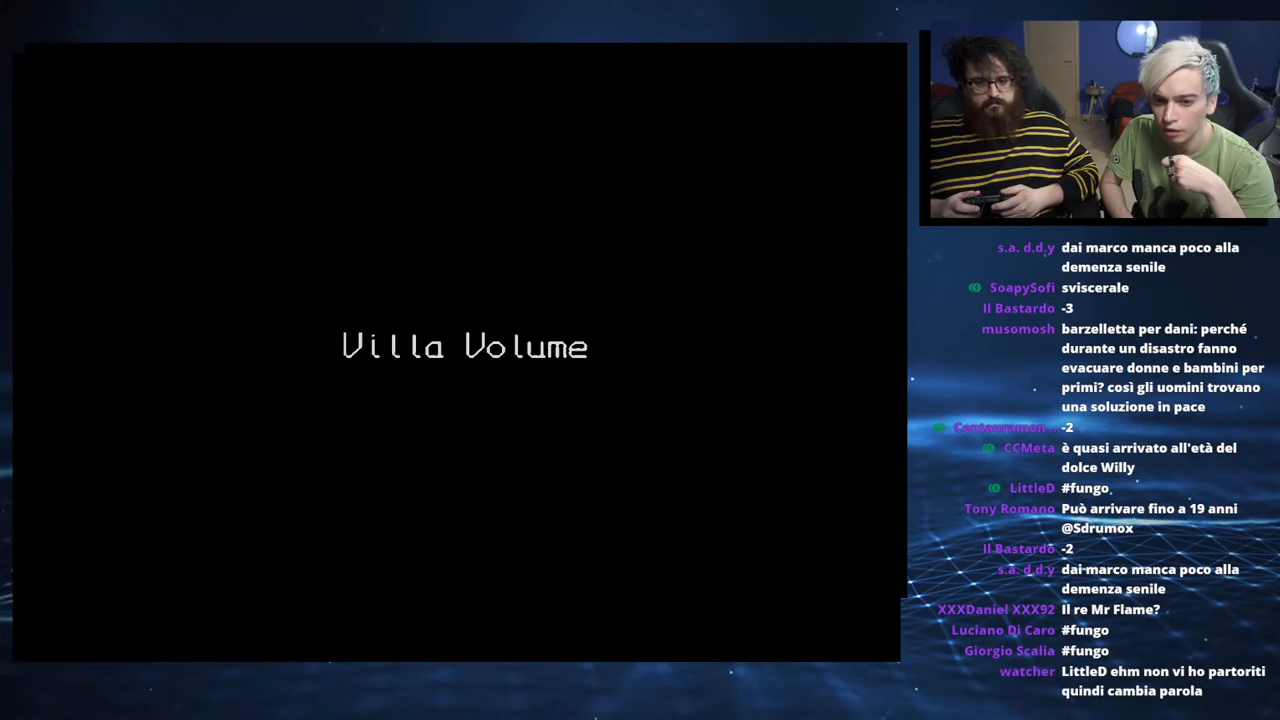 Villa Volume
s.a. d.d.y dai marco manca poco alla
demenza senile
SoapySofi sviscerale
Il Bastardo -3
musomosh barzelletta per dani: perché
durante un disastro fanno
evacuare donne e bambini per
primi? così gli uomini trovano
una soluzione in pace
Centauramon ... -2
CCMeta è quasi arrivato all'età del
dolce Willy
LittleD #fungo
Tony Romano Può arrivare fino a 19 anni
@Sdrumox
Il Bastardo -2
s.a. d.d.y dai marco manca poco alla
demenza senile
XXXDaniel XXX92 Il re Mr Flame?
Luciano Di Caro #fungo
Giorgio Scalia #fungo
watcher LittleD ehm non vi ho partoriti
quindi cambia parola